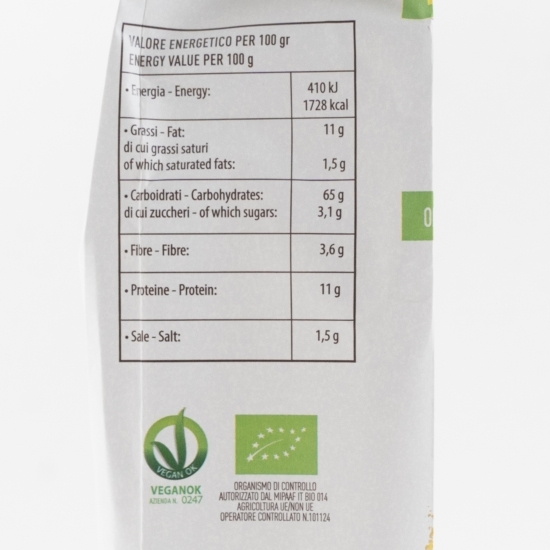 VALORE ENERGETICO PER 100 gr
ENERGY VALUE PER 100 g
• Energia - Energy: 410 kJ
1728 kcal
• Grassi - Fat: 11 g
di cui grassi saturi
of which saturated fats: 1,5 g
• Carboidrati - Carbohydrates: 65 g
di cui zuccheri - of which sugars: 3,1 g
• Fibre - Fibre: 3,6 g
• Proteine - Protein: 11 g
• Sale - Salt: 1,5 g
VEGAN OK
VEGANOK
AZIENDA N. 0247
ORGANISMO DI CONTROLLO
AUTORIZZATO DAL MIPAAF IT BIO 014
AGRICOLTURA UE/NON UE
OPERATORE CONTROLLATO N.101124